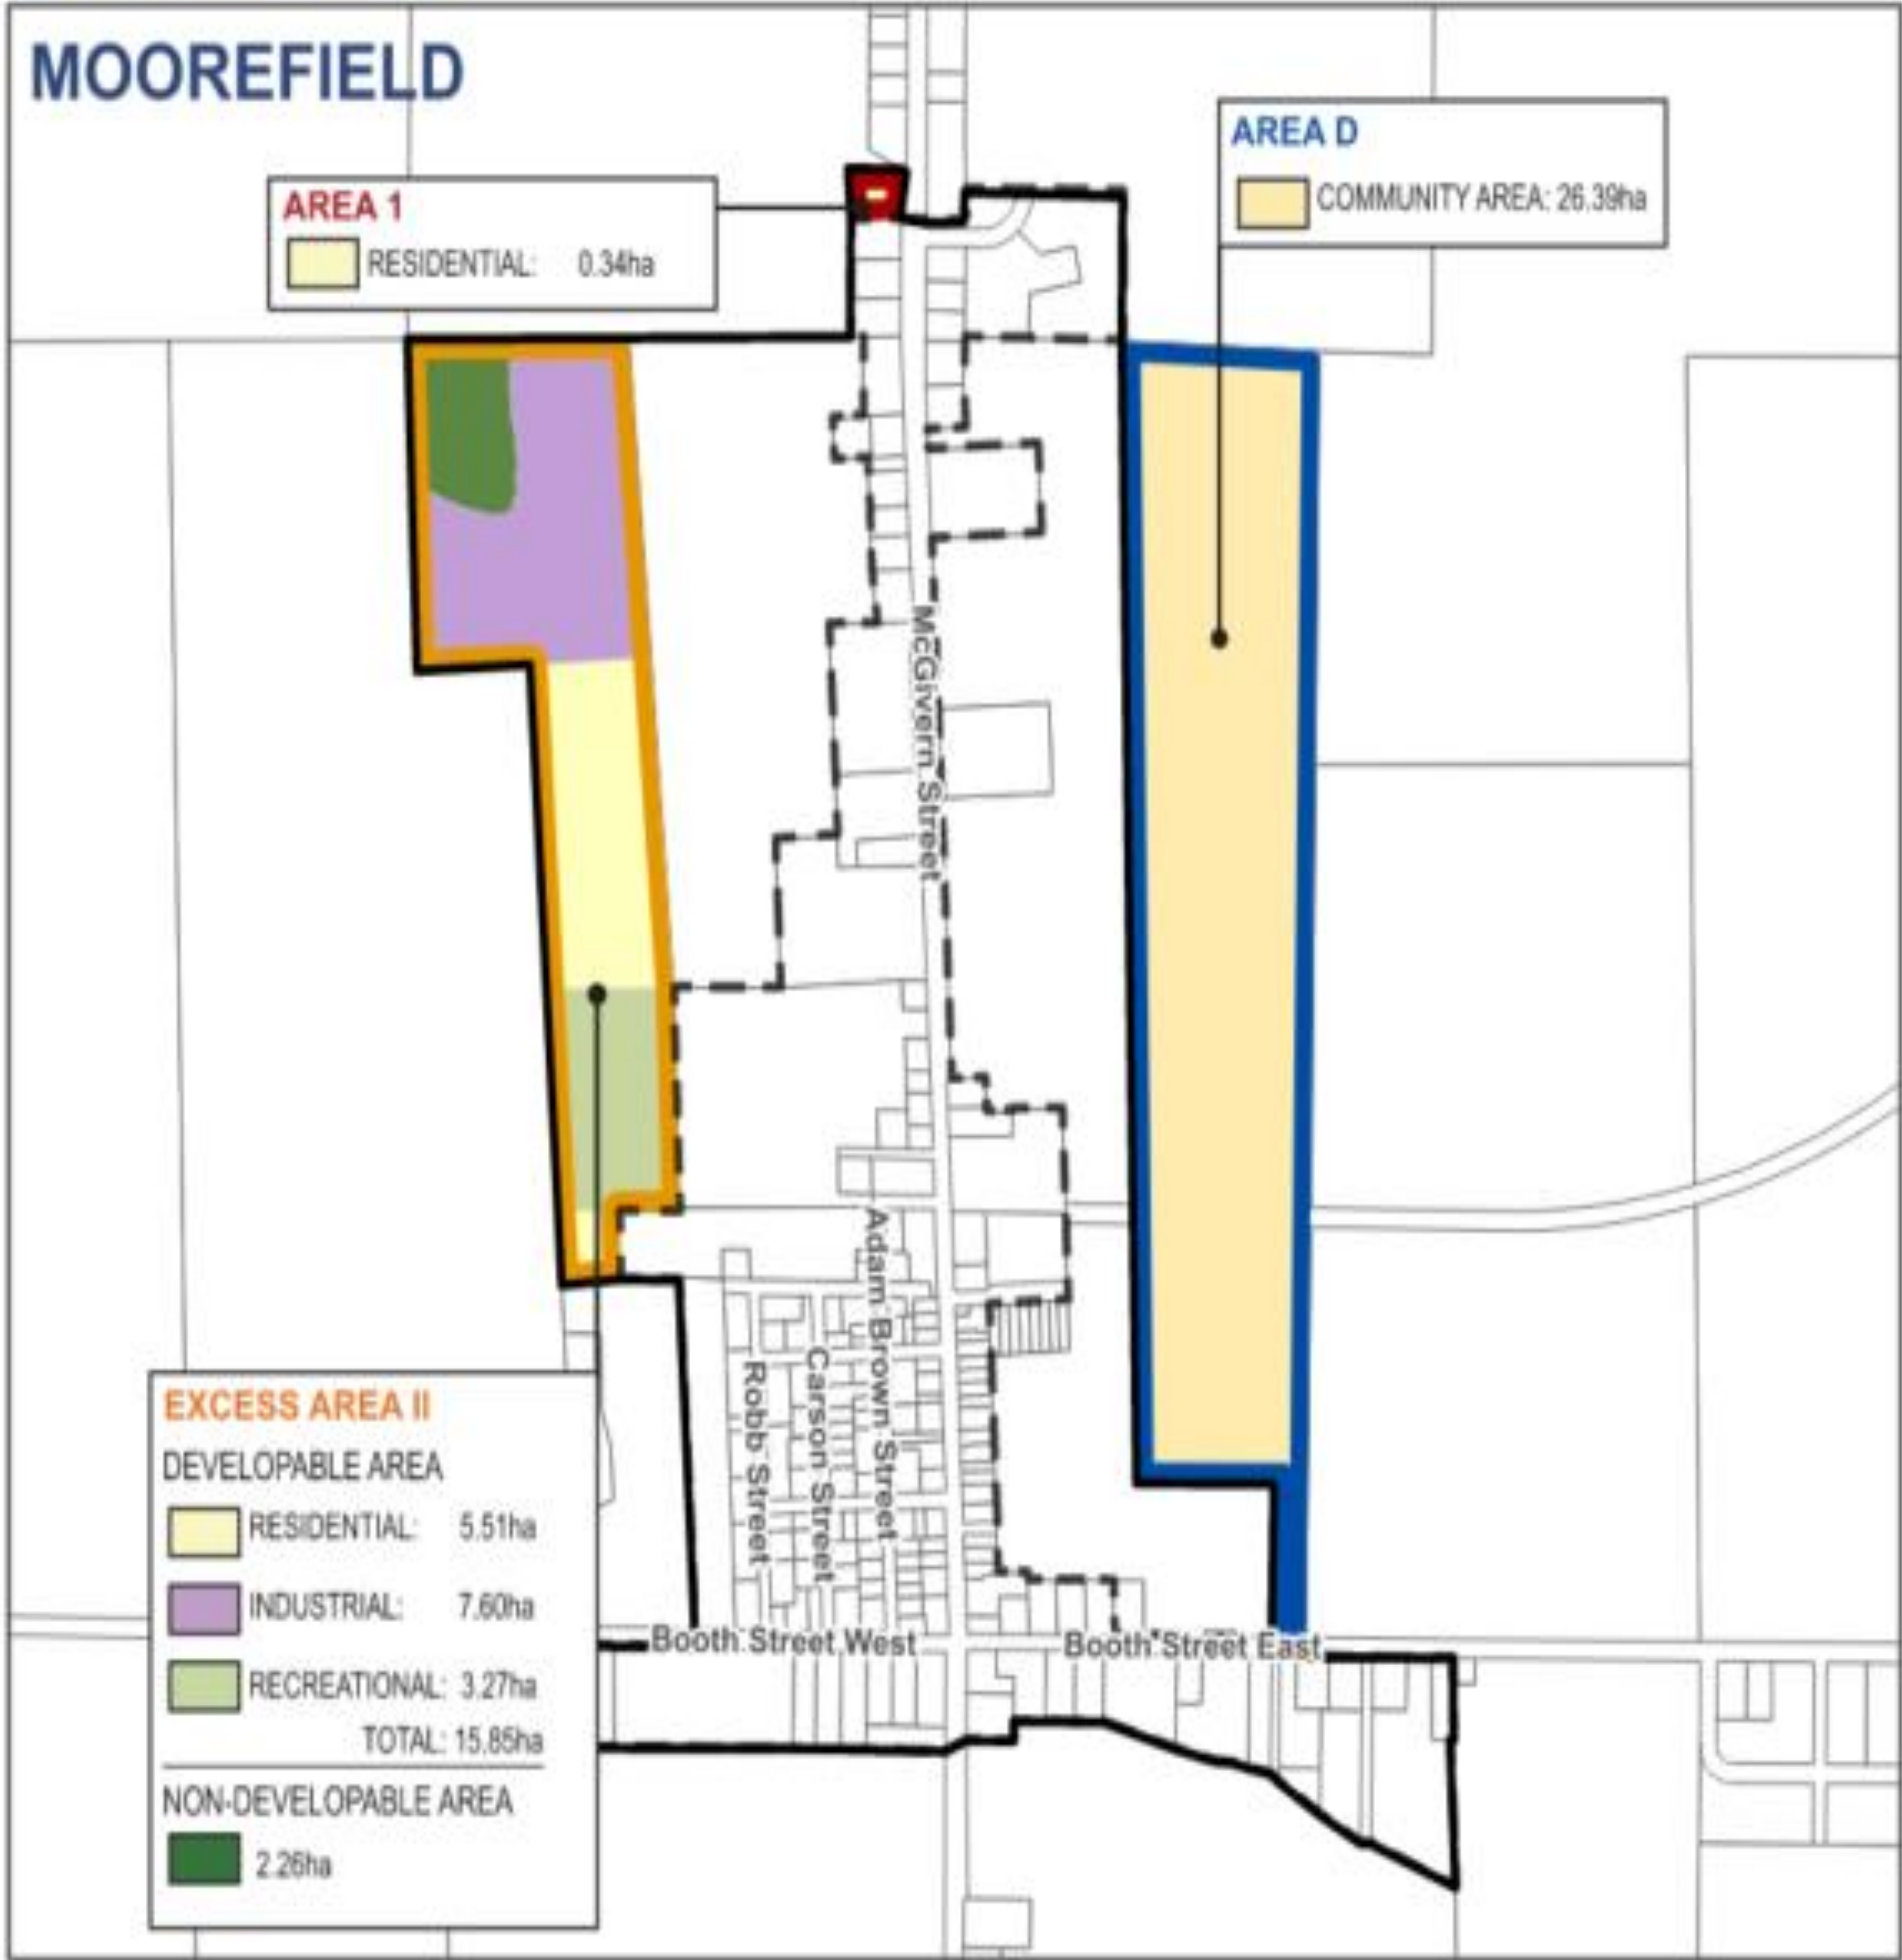 MOOREFIELD
AREA D
COMMUNITY AREA: 26.39ha
AREA 1
RESIDENTIAL: 0.34ha
McGivern Street
Adam Brown Street
Carson Street
Robb Street
EXCESS AREA II
DEVELOPABLE AREA
RESIDENTIAL: 5.51ha
INDUSTRIAL: 7.60ha
RECREATIONAL: 3.27ha
TOTAL: 15.85ha
NON-DEVELOPABLE AREA
2.26ha
Booth Street West
Booth Street East